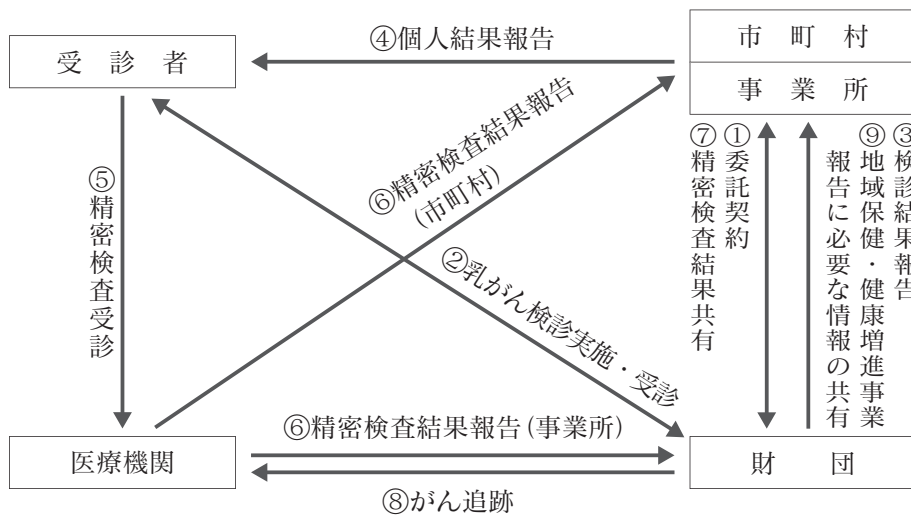 ④個人結果報告
受診者
市町村
事業所
⑥精密検査結果報告
(市町村)
③検診結果報告
⑨地域保健・健康増進事業
報告に必要な情報の共有
①委託契約
⑦精密検査結果共有
⑤精密検査受診
②乳がん検診実施・受診
⑥精密検査結果報告(事業所)
医療機関
財団
⑧がん追跡